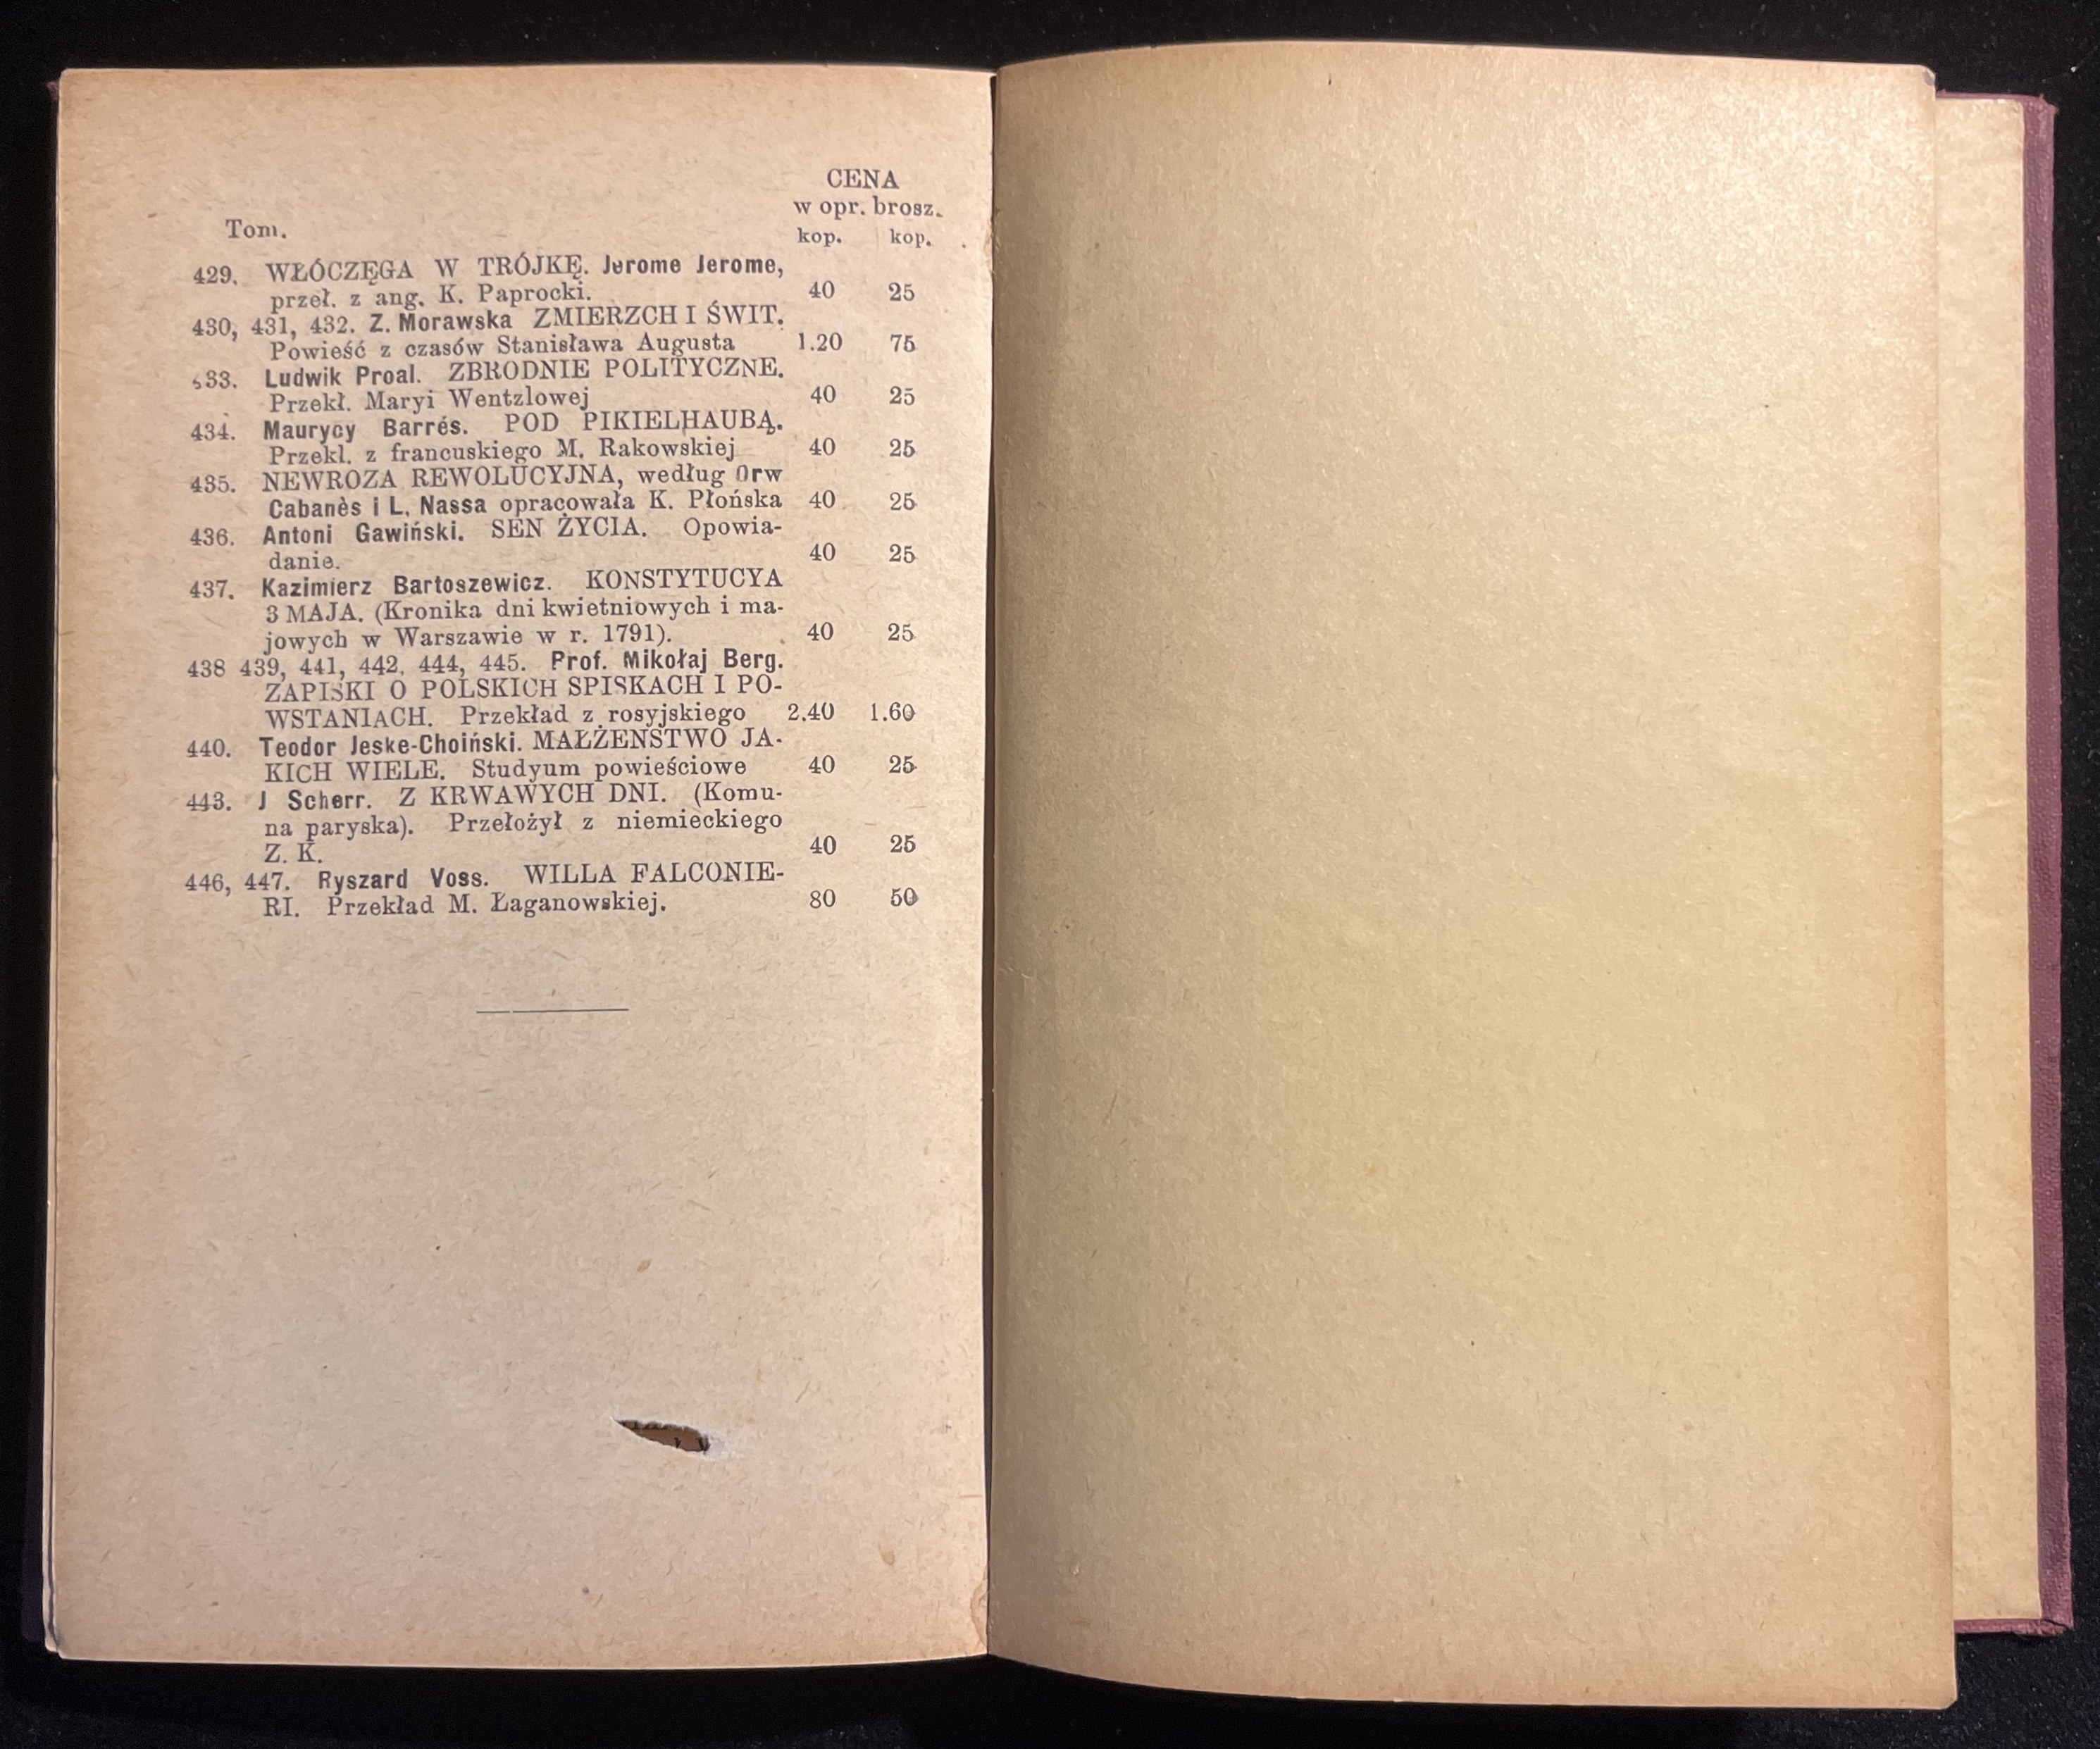 CENA
w opr. brosz.
Tom. kop. kop.
429. WŁÓCZĘGA W TRÓJKĘ. Jerome Jerome,
przeł. z ang. K. Paprocki. 40 25
430, 431, 432. Z. Morawska ZMIERZCH I ŚWIT.
Powieść z czasów Stanisława Augusta 1.20 75
433. Ludwik Proal. ZBRODNIE POLITYCZNE.
Przekł. Maryi Wentzlowej 40 25
434. Maurycy Barrés. POD PIKIELHAUBĄ.
Przekl. z francuskiego M. Rakowskiej 40 25
435. NEWROZA REWOLUCYJNA, według Drw
Cabanès i L. Nassa opracowała K. Płońska 40 25
436. Antoni Gawiński. SEN ŻYCIA. Opowia-
danie. 40 25
437. Kazimierz Bartoszewicz. KONSTYTUCYA
3 MAJA. (Kronika dni kwietniowych i ma-
jowych w Warszawie w r. 1791). 40 25
438 439, 441, 442, 444, 445. Prof. Mikołaj Berg.
ZAPISKI O POLSKICH SPISKACH I PO-
WSTANIACH. Przekład z rosyjskiego 2.40 1.60
440. Teodor Jeske-Choiński. MAŁŻENSTWO JA-
KICH WIELE. Studyum powieściowe 40 25
443. J Scherr. Z KRWAWYCH DNI. (Komu-
na paryska). Przełożył z niemieckiego
Z. K. 40 25
446, 447. Ryszard Voss. WILLA FALCONIE-
RI. Przekład M. Łaganowskiej. 80 50